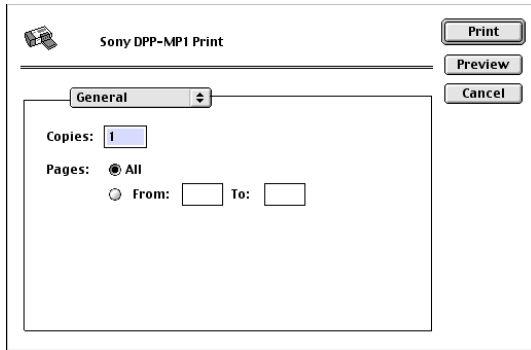 Sony DPP-MP1 Print
Print
Preview
Cancel
General
Copies: 1
Pages: All
From: To: